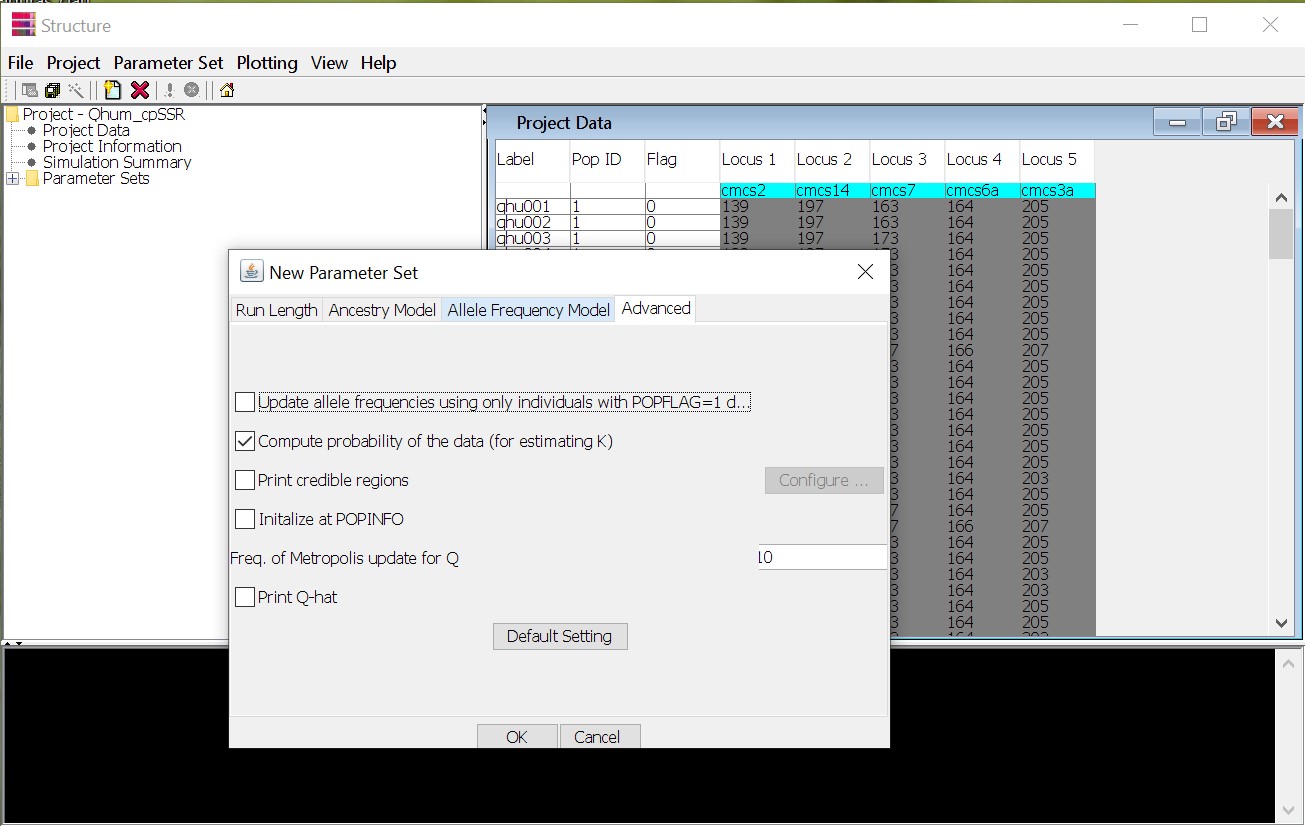 Structure
File Project Parameter Set Plotting View Help
Project - Qhum_cpSSR
Project Data
Project Information
Simulation Summary
Parameter Sets
Project Data
Label Pop ID Flag Locus 1 Locus 2 Locus 3 Locus 4 Locus 5
cmcs2 cmcs14 cmcs7 cmcs6a cmcs3a
qhu001 1 0 139 197 163 164 205
qhu002 1 0 139 197 163 164 205
qhu003 1 0 139 197 173 164 205
164 205
3 164 205
3 164 205
3 164 205
3 164 205
3 164 205
7 166 207
3 164 205
3 164 205
3 164 205
3 164 205
3 164 205
3 164 205
3 164 205
3 164 203
3 164 205
7 164 205
7 166 207
3 164 205
3 164 205
3 164 203
3 164 203
3 164 205
3 164 205
New Parameter Set
Run Length Ancestry Model Allele Frequency Model Advanced
Update allele frequencies using only individuals with POPFLAG=1 d...
Compute probability of the data (for estimating K)
Print credible regions Configure ...
Initalize at POPINFO
Freq. of Metropolis update for Q 10
Print Q-hat
Default Setting
OK Cancel